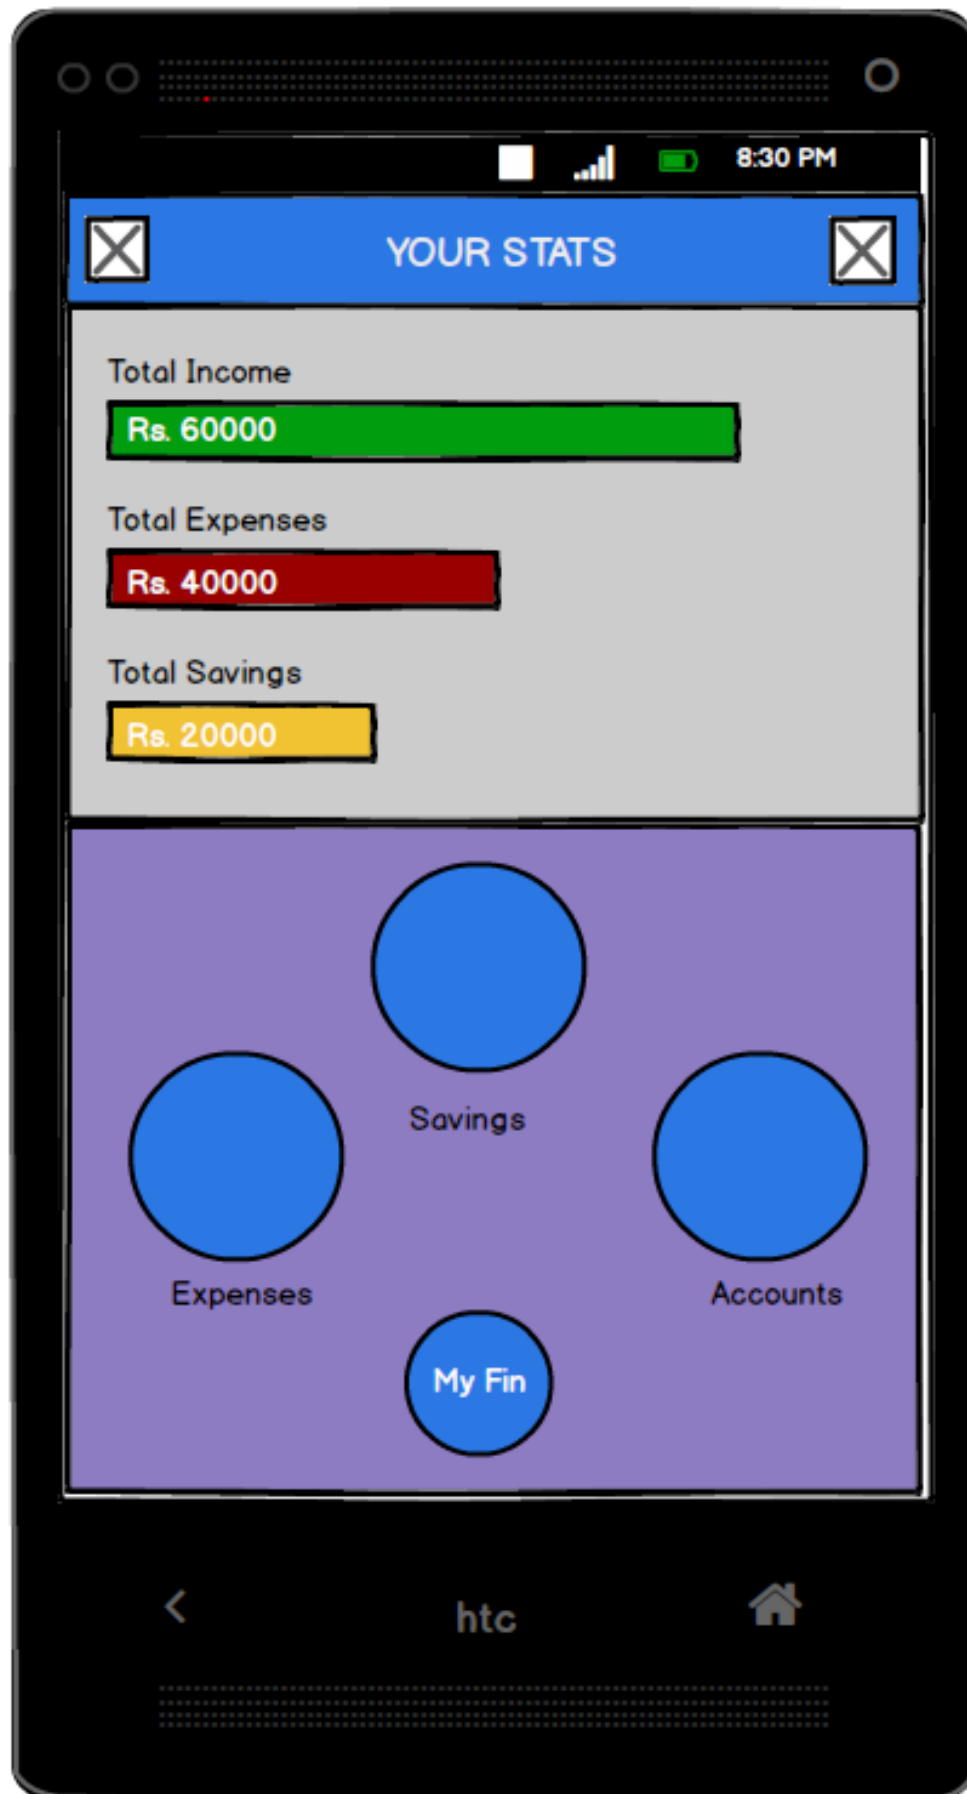 8:30 PM
YOUR STATS
Total Income
Rs. 60000
Total Expenses
Rs. 40000
Total Savings
Rs. 20000
Savings
Expenses
Accounts
My Fin
htc